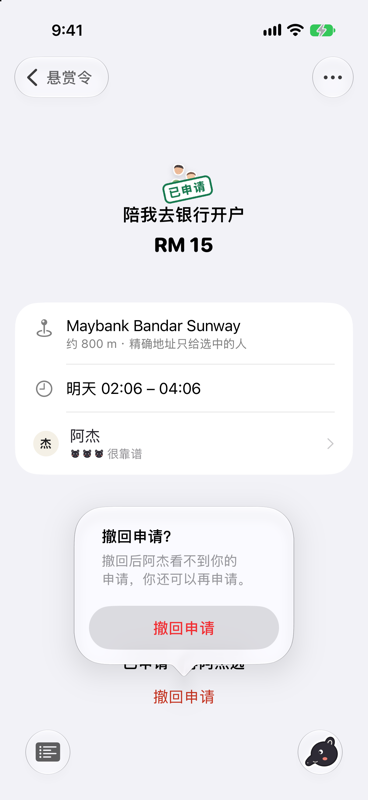 9:41
悬赏令
已申请
陪我去银行开户
RM 15
Maybank Bandar Sunway
约 800 m · 精确地址只给选中的人
明天 02:06 – 04:06
杰
阿杰
很靠谱
撤回申请?
撤回后阿杰看不到你的
申请，你还可以再申请。
撤回申请
撤回申请